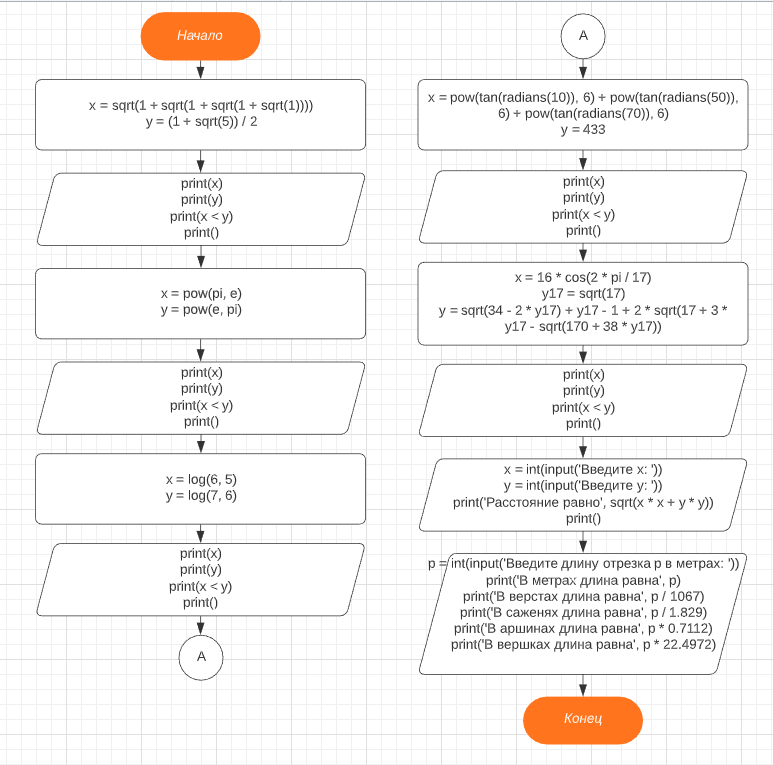 Начало
x = sqrt(1 + sqrt(1 + sqrt(1 + sqrt(1))))
y = (1 + sqrt(5)) / 2
print(x)
print(y)
print(x < y)
print()
x = pow(pi, e)
y = pow(e, pi)
print(x)
print(y)
print(x < y)
print()
x = log(6, 5)
y = log(7, 6)
print(x)
print(y)
print(x < y)
print()
A
A
x = pow(tan(radians(10)), 6) + pow(tan(radians(50)),
6) + pow(tan(radians(70)), 6)
y = 433
print(x)
print(y)
print(x < y)
print()
x = 16 * cos(2 * pi / 17)
y17 = sqrt(17)
y = sqrt(34 - 2 * y17) + y17 - 1 + 2 * sqrt(17 + 3 *
y17 - sqrt(170 + 38 * y17))
print(x)
print(y)
print(x < y)
print()
x = int(input('Введите x: '))
y = int(input('Введите y: '))
print('Расстояние равно', sqrt(x * x + y * y))
print()
p = int(input('Введите длину отрезка p в метрах: '))
print('В метрах длина равна', p)
print('В верстах длина равна', p / 1067)
print('В саженях длина равна', p / 1.829)
print('В аршинах длина равна', p * 0.7112)
print('В вершках длина равна', p * 22.4972)
Конец